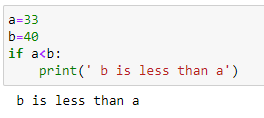 a=33
b=40
if a<b:
    print(' b is less than a')
 b is less than a